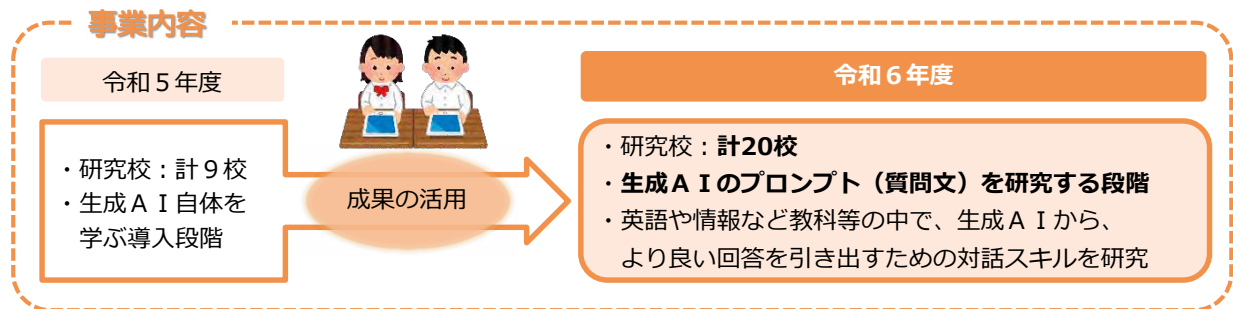 事業内容
令和５年度
・研究校：計９校
・生成ＡＩ自体を
学ぶ導入段階
成果の活用
令和６年度
・研究校：計20校
・生成ＡＩのプロンプト（質問文）を研究する段階
・英語や情報など教科等の中で、生成ＡＩから、
より良い回答を引き出すための対話スキルを研究